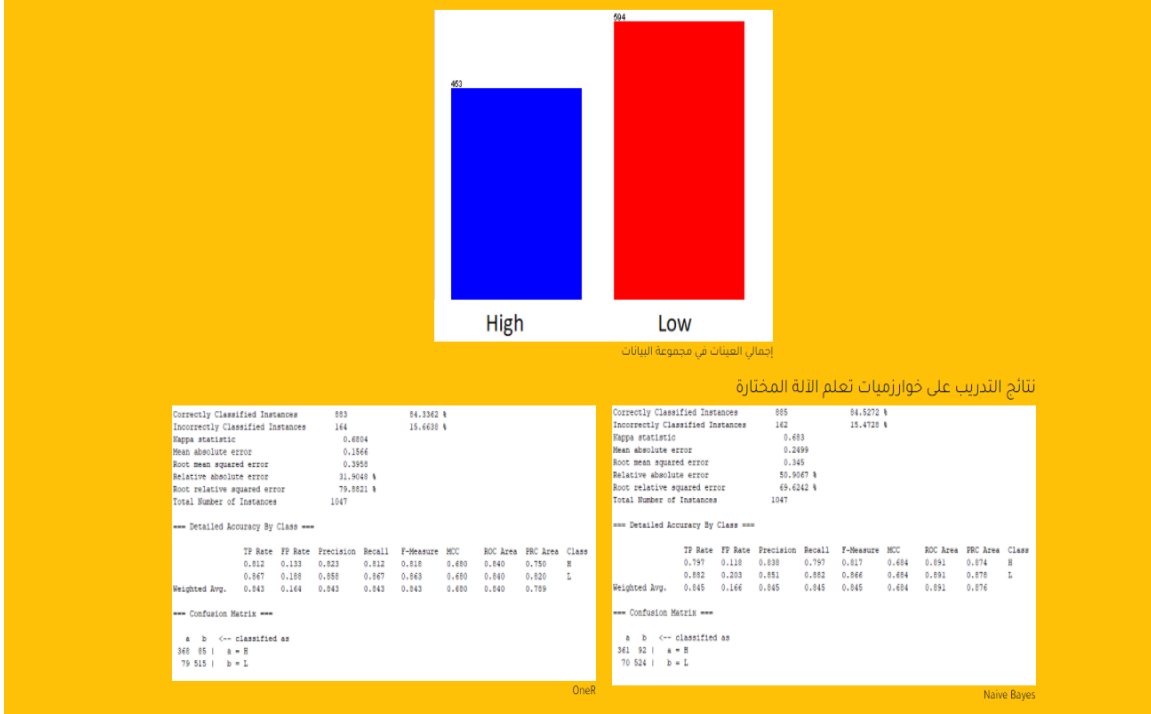 594
453
High Low
إجمالي العينات في مجموعة البيانات
نتائج التدريب على خوارزميات تعلم الآلة المختارة
Correctly Classified Instances 883 84.3362 %
Incorrectly Classified Instances 164 15.6638 %
Kappa statistic 0.6804
Mean absolute error 0.1566
Root mean squared error 0.3958
Relative absolute error 31.9048 %
Root relative squared error 79.8821 %
Total Number of Instances 1047
=== Detailed Accuracy By Class ===
TP Rate FP Rate Precision Recall F-Measure MCC ROC Area PRC Area Class
0.812 0.133 0.823 0.812 0.818 0.680 0.840 0.750 H
0.867 0.188 0.858 0.867 0.863 0.680 0.840 0.820 L
Weighted Avg. 0.843 0.164 0.843 0.843 0.843 0.680 0.840 0.789
=== Confusion Matrix ===
a b <-- classified as
368 85 | a = H
79 515 | b = L
OneR
Correctly Classified Instances 885 84.5272 %
Incorrectly Classified Instances 162 15.4728 %
Kappa statistic 0.683
Mean absolute error 0.2499
Root mean squared error 0.345
Relative absolute error 50.9067 %
Root relative squared error 69.6242 %
Total Number of Instances 1047
=== Detailed Accuracy By Class ===
TP Rate FP Rate Precision Recall F-Measure MCC ROC Area PRC Area Class
0.797 0.118 0.838 0.797 0.817 0.684 0.891 0.874 H
0.882 0.203 0.851 0.882 0.866 0.684 0.891 0.878 L
Weighted Avg. 0.845 0.166 0.845 0.845 0.845 0.684 0.891 0.876
=== Confusion Matrix ===
a b <-- classified as
361 92 | a = H
70 524 | b = L
Naive Bayes